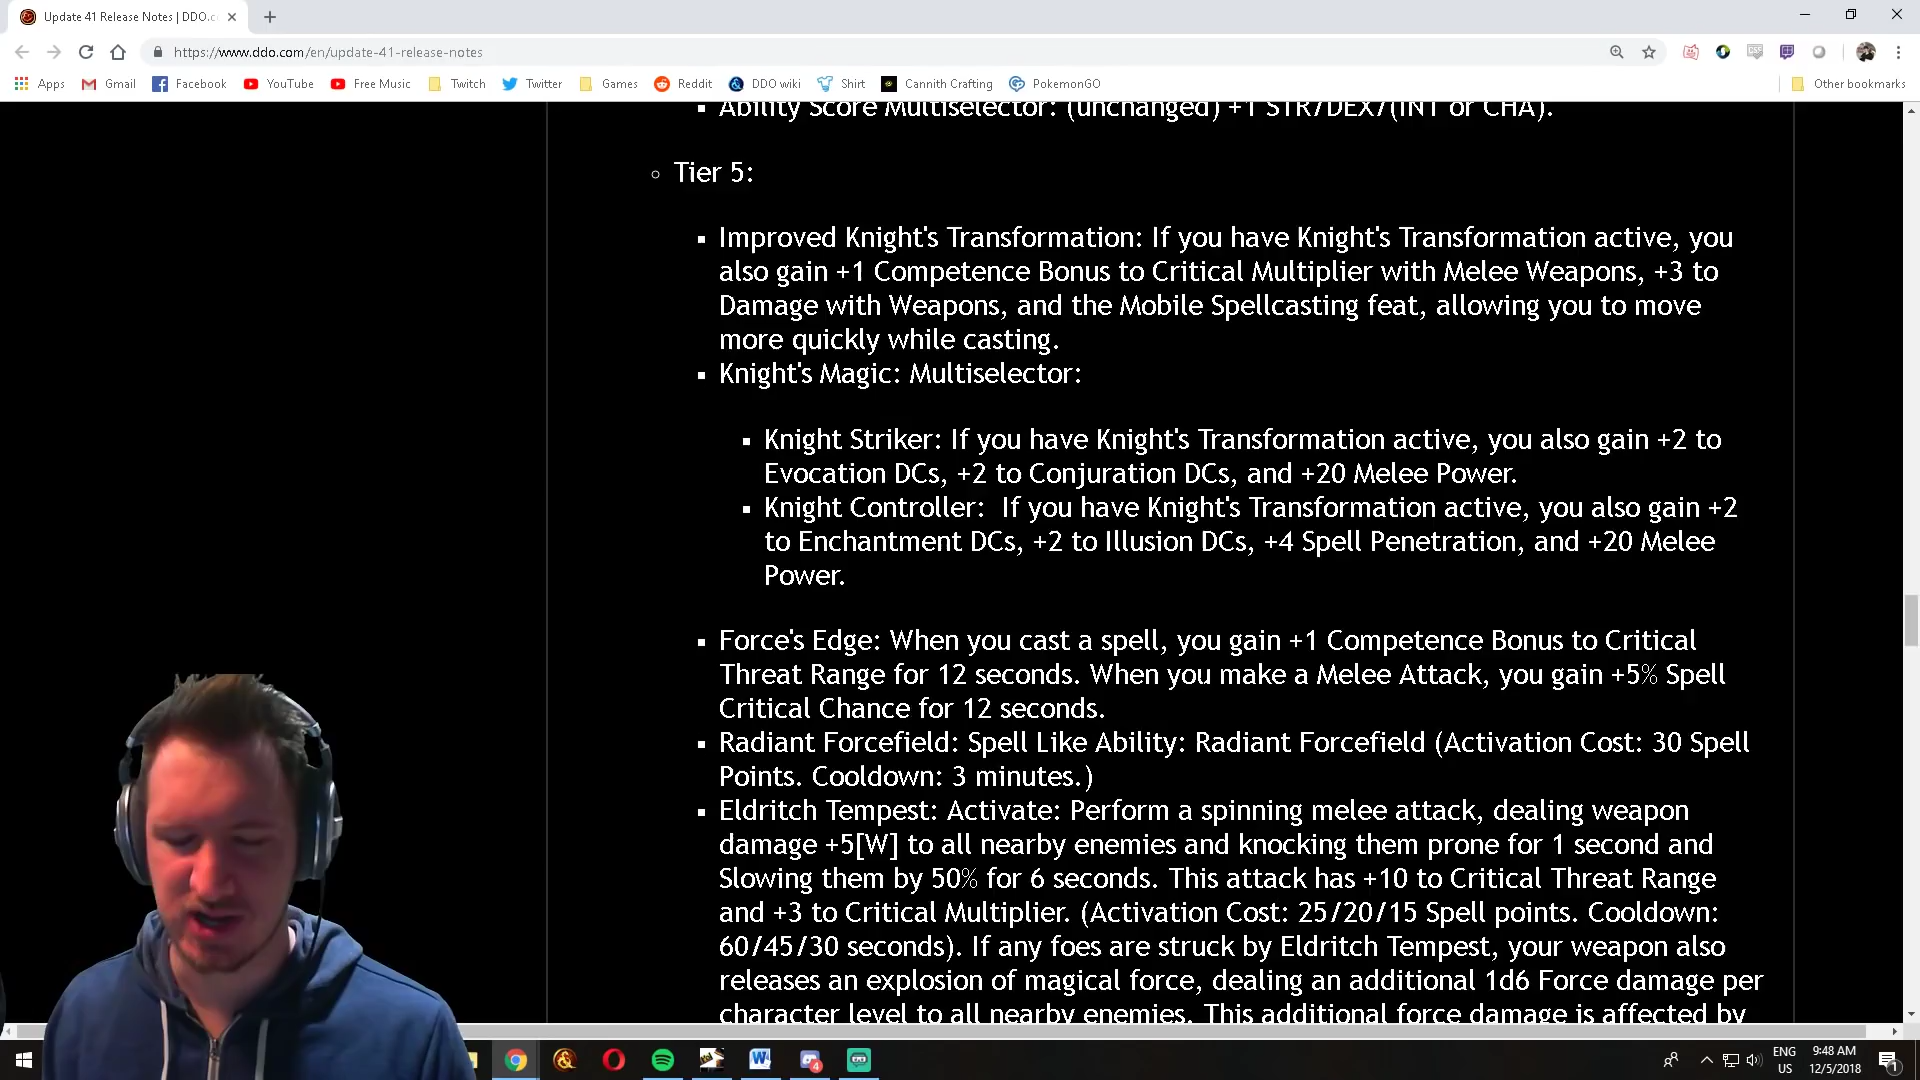 Update 41 Release Notes | DDO.c
https://www.ddo.com/en/update-41-release-notes
Apps Gmail Facebook YouTube Free Music Twitch Twitter Games Reddit DDO wiki Shirt Cannith Crafting PokemonGO Other bookmarks
Ability Score Multiselector: (unchanged) +1 STR/DEX/(INT or CHA).
Tier 5:
Improved Knight's Transformation: If you have Knight's Transformation active, you
also gain +1 Competence Bonus to Critical Multiplier with Melee Weapons, +3 to
Damage with Weapons, and the Mobile Spellcasting feat, allowing you to move
more quickly while casting.
Knight's Magic: Multiselector:
Knight Striker: If you have Knight's Transformation active, you also gain +2 to
Evocation DCs, +2 to Conjuration DCs, and +20 Melee Power.
Knight Controller: If you have Knight's Transformation active, you also gain +2
to Enchantment DCs, +2 to Illusion DCs, +4 Spell Penetration, and +20 Melee
Power.
Force's Edge: When you cast a spell, you gain +1 Competence Bonus to Critical
Threat Range for 12 seconds. When you make a Melee Attack, you gain +5% Spell
Critical Chance for 12 seconds.
Radiant Forcefield: Spell Like Ability: Radiant Forcefield (Activation Cost: 30 Spell
Points. Cooldown: 3 minutes.)
Eldritch Tempest: Activate: Perform a spinning melee attack, dealing weapon
damage +5[W] to all nearby enemies and knocking them prone for 1 second and
Slowing them by 50% for 6 seconds. This attack has +10 to Critical Threat Range
and +3 to Critical Multiplier. (Activation Cost: 25/20/15 Spell points. Cooldown:
60/45/30 seconds). If any foes are struck by Eldritch Tempest, your weapon also
releases an explosion of magical force, dealing an additional 1d6 Force damage per
character level to all nearby enemies. This additional force damage is affected by
ENG
US
9:48 AM
12/5/2018